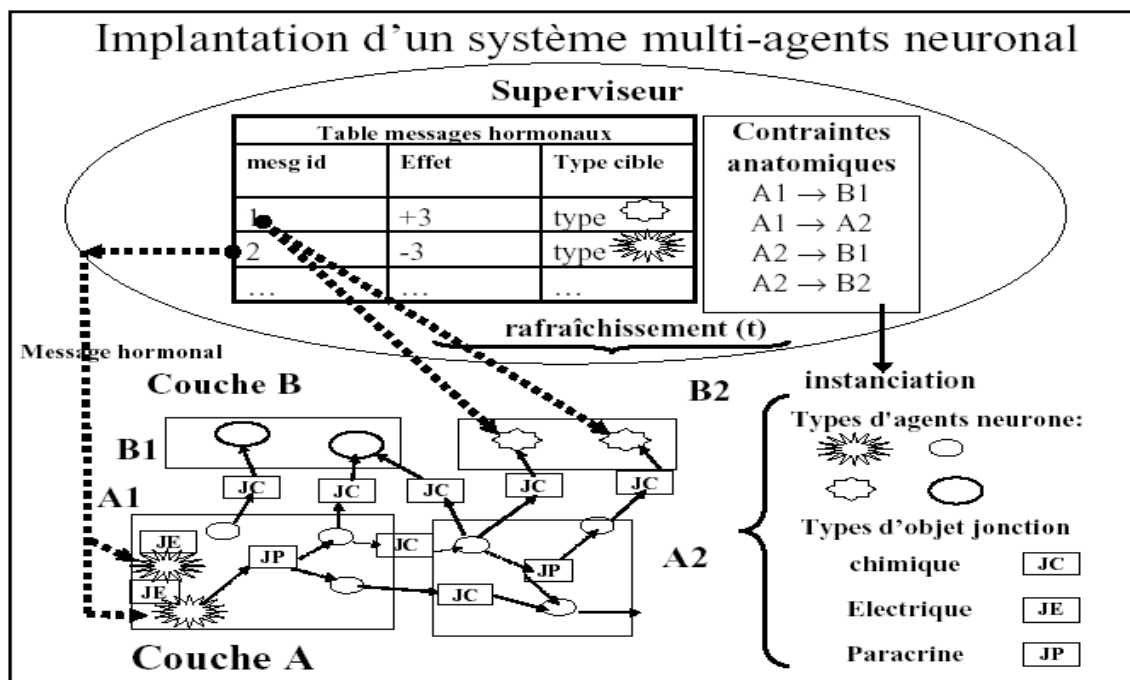 Implantation d'un système multi-agents neuronal
Superviseur
Table messages hormonaux
mesg id Effet Type cible
1 +3 type
2 -3 type
... ... ...
Contraintes
anatomiques
A1 → B1
A1 → A2
A2 → B1
A2 → B2
rafraîchissement (t)
Message hormonal
Couche B
B2
instanciation
B1
Types d'agents neurone:
JC JC JC JC JC
A1
Types d'objet jonction
JE JP JC JP
A2
chimique JC
JE JC
Electrique JE
Couche A
Paracrine JP